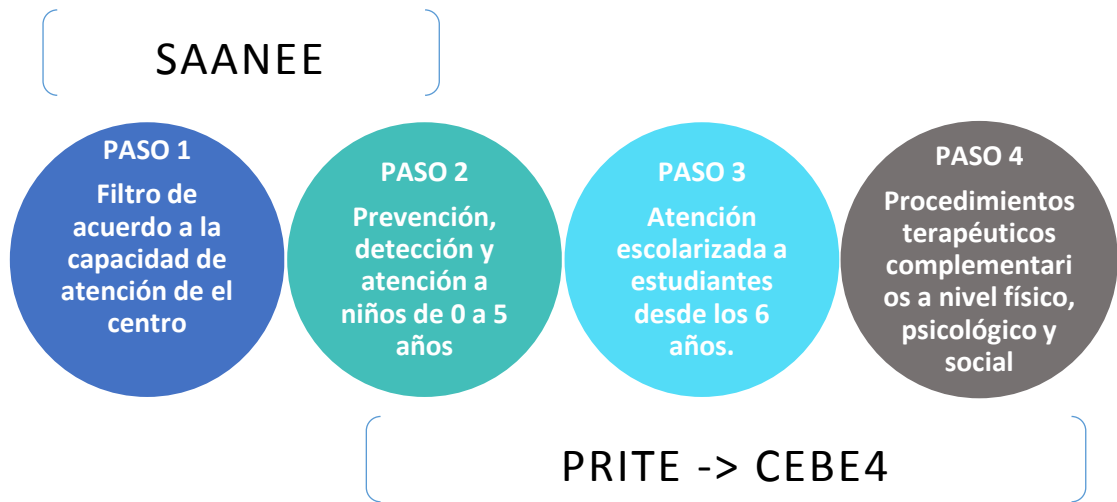 SAANEE
PASO 1
Filtro de
acuerdo a la
capacidad de
atención de el
centro
PASO 2
Prevención,
detección y
atención a
niños de 0 a 5
años
PASO 3
Atención
escolarizada a
estudiantes
desde los 6
años.
PASO 4
Procedimientos
terapéuticos
complementari
os a nivel físico,
psicológico y
social
PRITE -> CEBE4